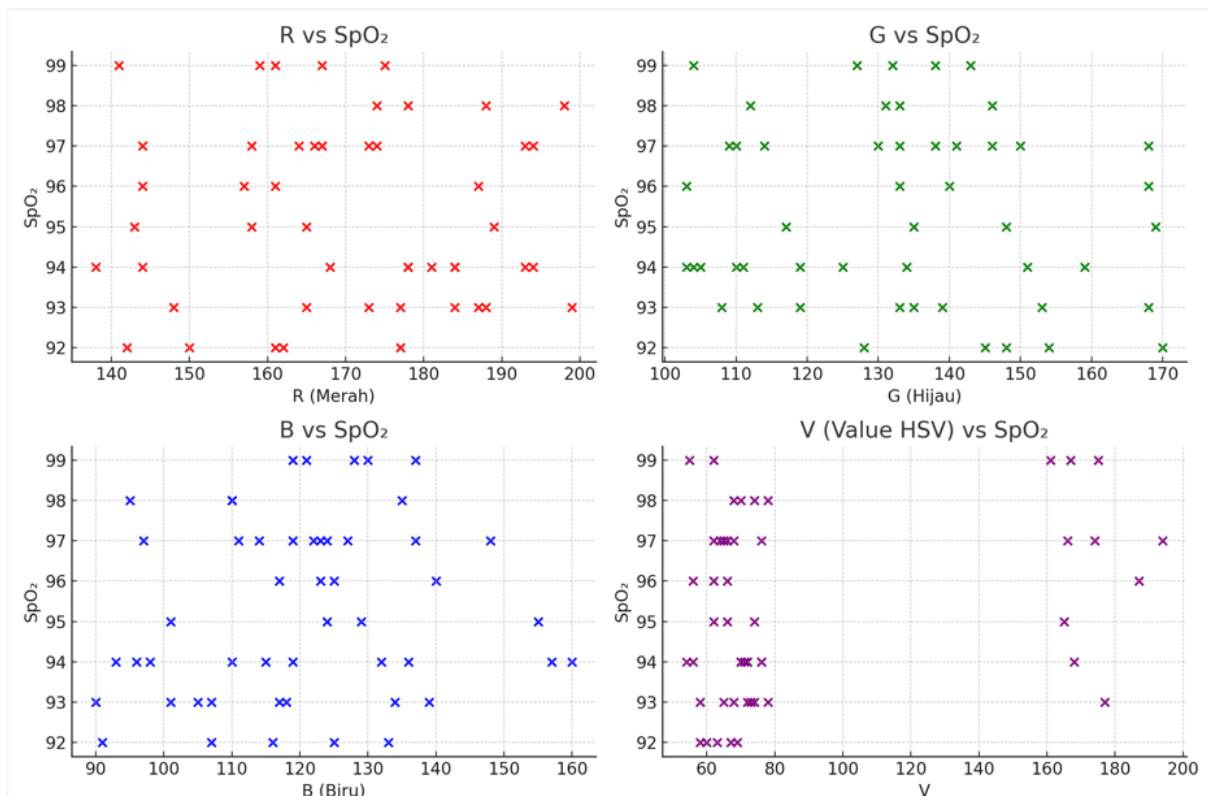 R vs SpO₂
99
98
97
96
95
94
93
92
SpO₂
140 150 160 170 180 190 200
R (Merah)
G vs SpO₂
99
98
97
96
95
94
93
92
SpO₂
100 110 120 130 140 150 160 170
G (Hijau)
B vs SpO₂
99
98
97
96
95
94
93
92
SpO₂
90 100 110 120 130 140 150 160
B (Biru)
V (Value HSV) vs SpO₂
99
98
97
96
95
94
93
92
SpO₂
60 80 100 120 140 160 180 200
V